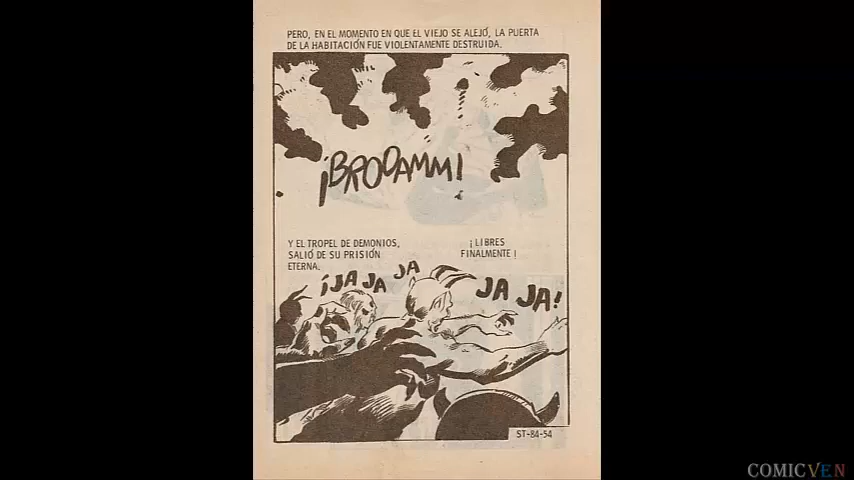 PERO, EN EL MOMENTO EN QUE EL VIEJO SE ALEJÓ, LA PUERTA
DE LA HABITACIÓN FUE VIOLENTAMENTE DESTRUIDA.
¡BROOAMM!
Y EL TROPEL DE DEMONIOS,
SALIÓ DE SU PRISIÓN
ETERNA.
¡LIBRES
FINALMENTE!
¡JA JA JA
JA JA!
ST-84-54
COMICVEN